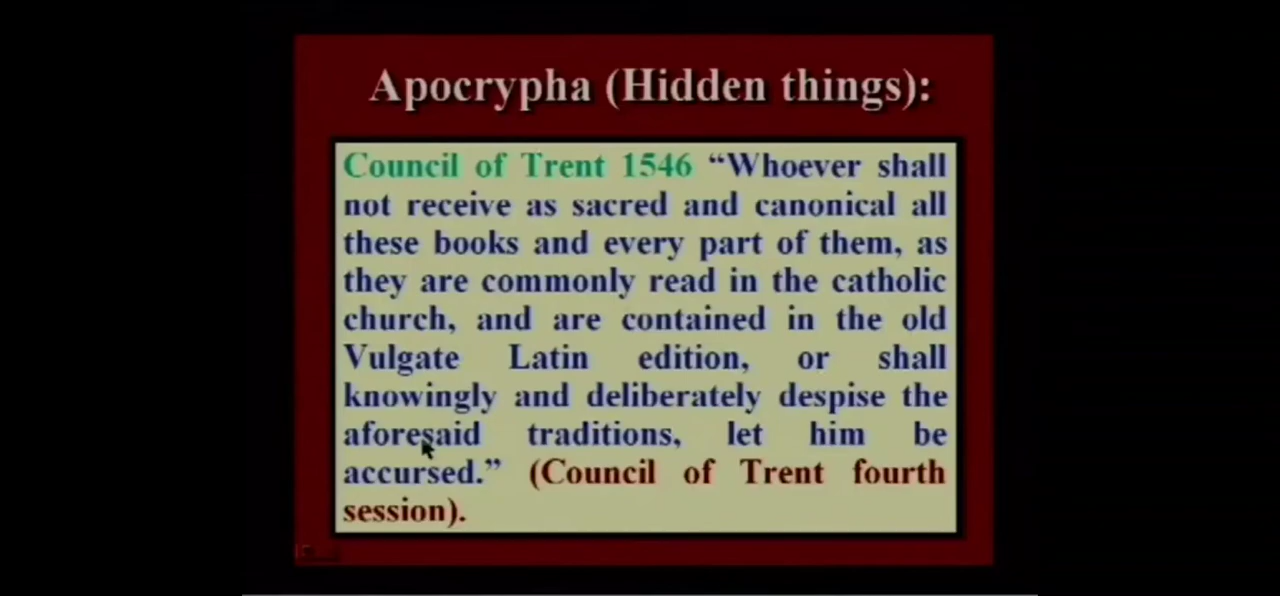 Apocrypha (Hidden things):
Council of Trent 1546 “Whoever shall
not receive as sacred and canonical all
these books and every part of them, as
they are commonly read in the catholic
church, and are contained in the old
Vulgate Latin edition, or shall
knowingly and deliberately despise the
aforesaid traditions, let him be
accursed.” (Council of Trent fourth
session).